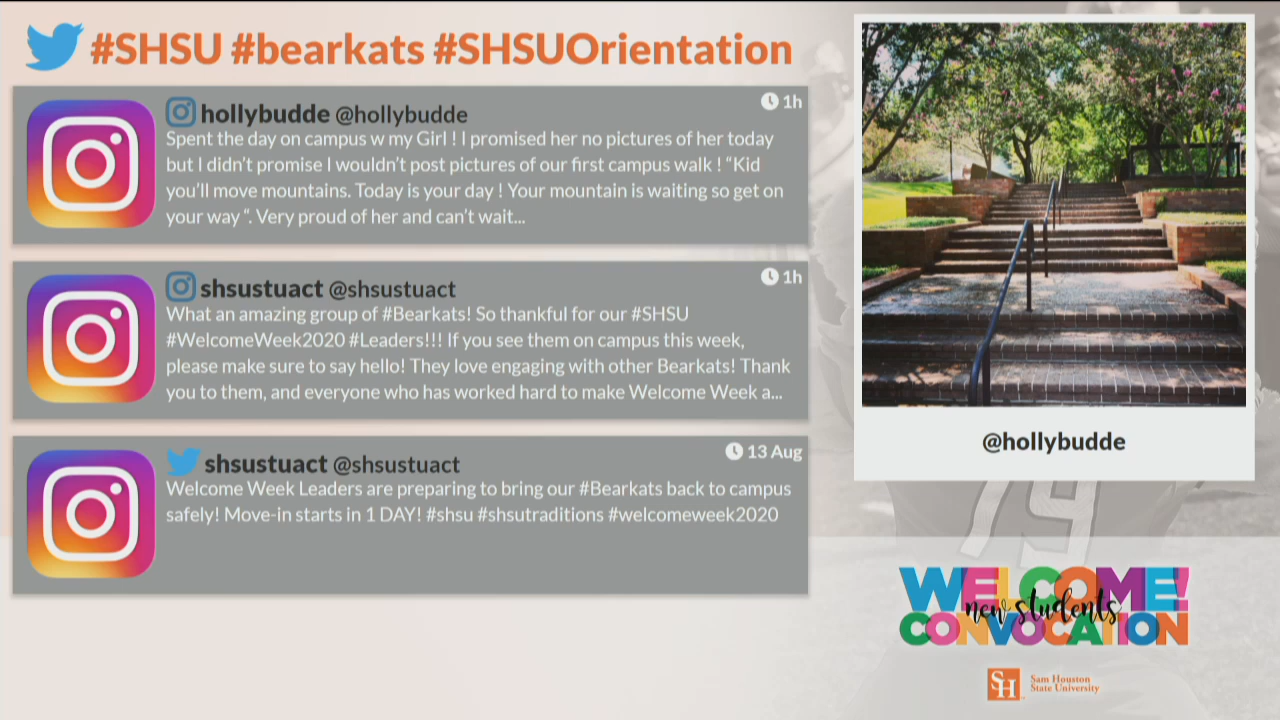 #SHSU #bearkats #SHSUOrientation
hollybudde @hollybudde
1h
Spent the day on campus w my Girl ! I promised her no pictures of her today
but I didn't promise I wouldn't post pictures of our first campus walk ! "Kid
you'll move mountains. Today is your day ! Your mountain is waiting so get on
your way ". Very proud of her and can't wait...
shsustuact @shsustuact
1h
What an amazing group of #Bearkats! So thankful for our #SHSU
#WelcomeWeek2020 #Leaders!!! If you see them on campus this week,
please make sure to say hello! They love engaging with other Bearkats! Thank
you to them, and everyone who has worked hard to make Welcome Week a...
shsustuact @shsustuact
13 Aug
Welcome Week Leaders are preparing to bring our #Bearkats back to campus
safely! Move-in starts in 1 DAY! #shsu #shsutraditions #welcomeweek2020
@hollybudde
79
WELCOME!
new students
CONVOCATION
SH
Sam Houston
State University